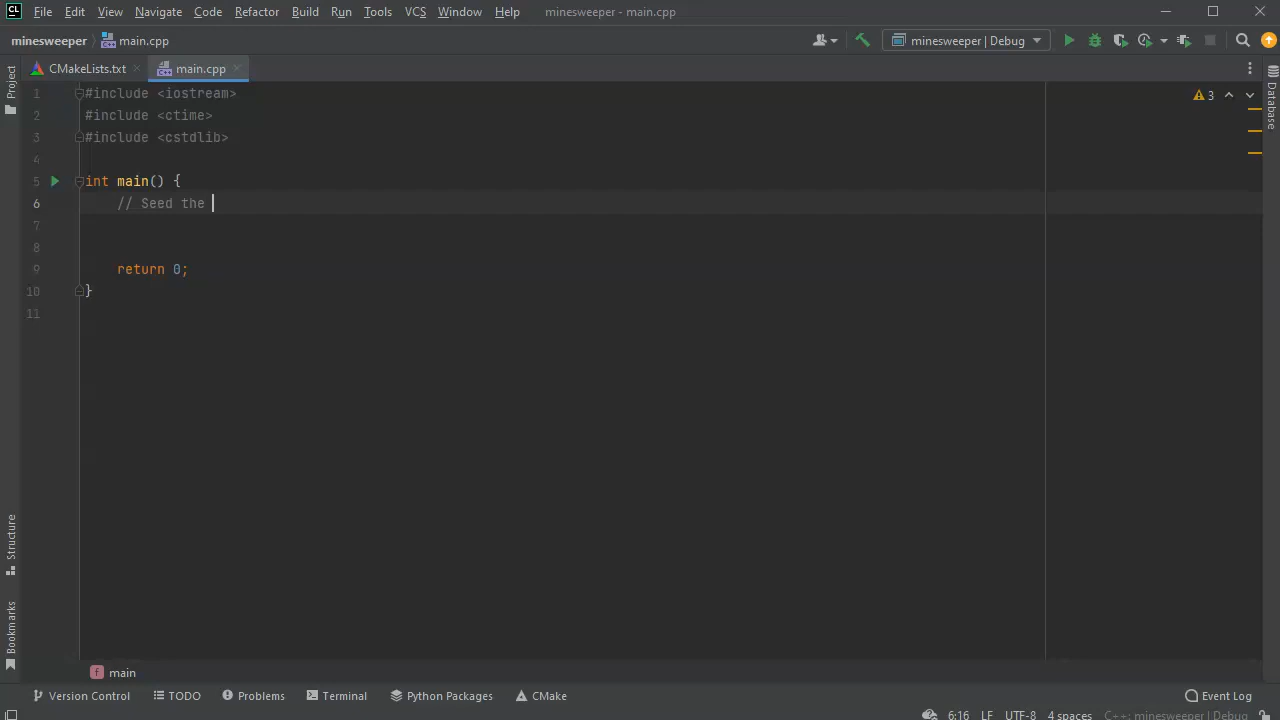 CL File Edit View Navigate Code Refactor Build Run Tools VCS Window Help minesweeper - main.cpp
minesweeper main.cpp minesweeper | Debug
CMakeLists.txt main.cpp
Project
Database
3
1 #include <iostream>
2 #include <ctime>
3 #include <cstdlib>
4
5 int main() {
6 // Seed the
7
8
9 return 0;
10 }
11
Structure
Bookmarks
f main
Version Control TODO Problems Terminal Python Packages CMake Event Log
6:16 LF UTF-8 4 spaces C++: minesweeper | Debug